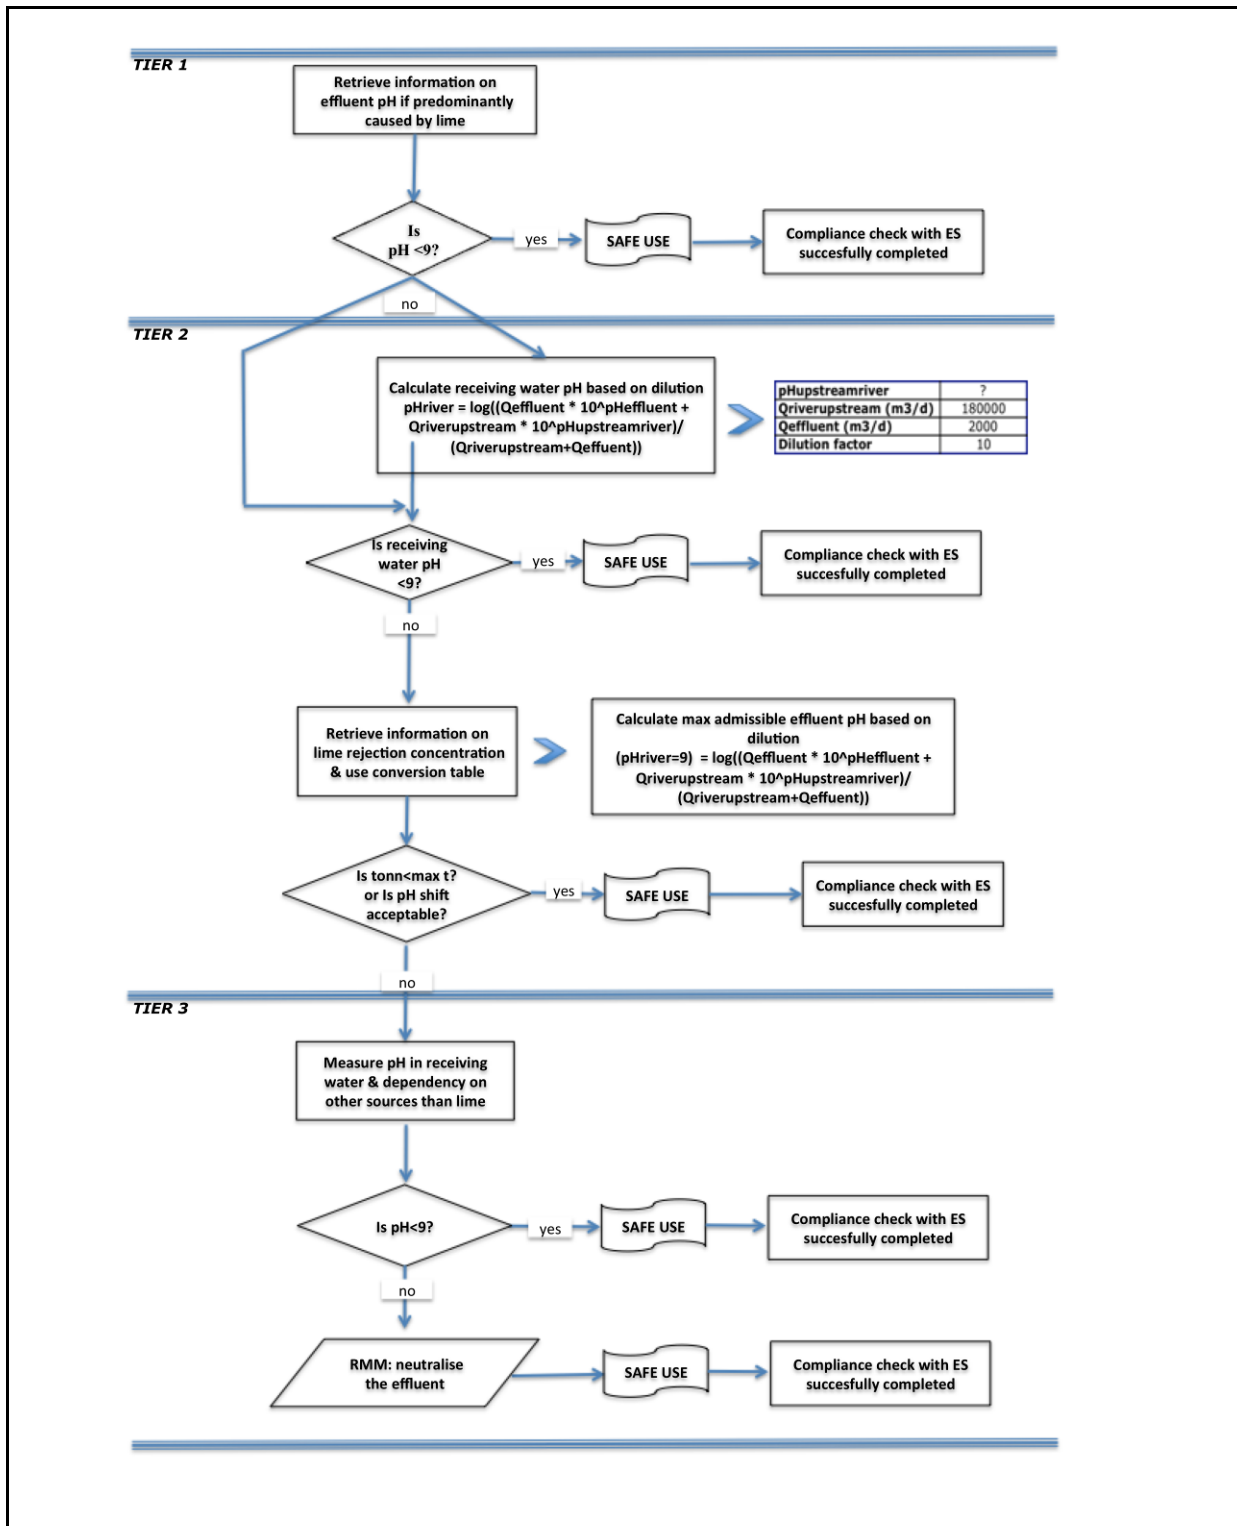 TIER 1
Retrieve information on
effluent pH if predominantly
caused by lime
Is
pH <9?
yes
SAFE USE
Compliance check with ES
succesfully completed
no
TIER 2
Calculate receiving water pH based on dilution
pHriver = log((Qeffluent * 10^pHeffluent +
Qriverupstream * 10^pHupstreamriver)/
(Qriverupstream+Qeffuent))
pHupstreamriver ?
Qriverupstream (m3/d) 180000
Qeffluent (m3/d) 2000
Dilution factor 10
Is receiving
water pH
<9?
yes
SAFE USE
Compliance check with ES
succesfully completed
no
Retrieve information on
lime rejection concentration
& use conversion table
Calculate max admissible effluent pH based on
dilution
(pHriver=9) = log((Qeffluent * 10^pHeffluent +
Qriverupstream * 10^pHupstreamriver)/
(Qriverupstream+Qeffuent))
Is tonn<max t?
or Is pH shift
acceptable?
yes
SAFE USE
Compliance check with ES
succesfully completed
no
TIER 3
Measure pH in receiving
water & dependency on
other sources than lime
Is pH<9?
yes
SAFE USE
Compliance check with ES
succesfully completed
no
RMM: neutralise
the effluent
SAFE USE
Compliance check with ES
succesfully completed